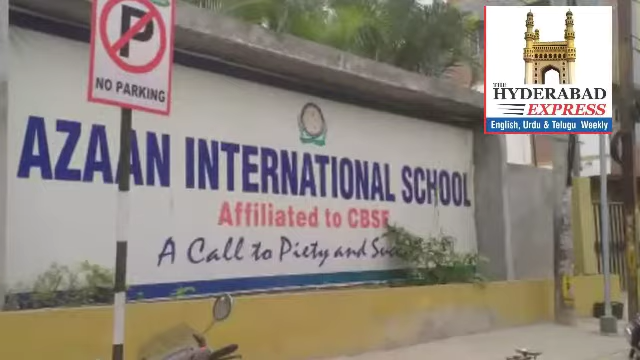 NO PARKING
THE
HYDERABAD
EXPRESS
English, Urdu & Telugu Weekly
AZAAN INTERNATIONAL SCHOOL
Affiliated to CBSE
A Call to Piety and